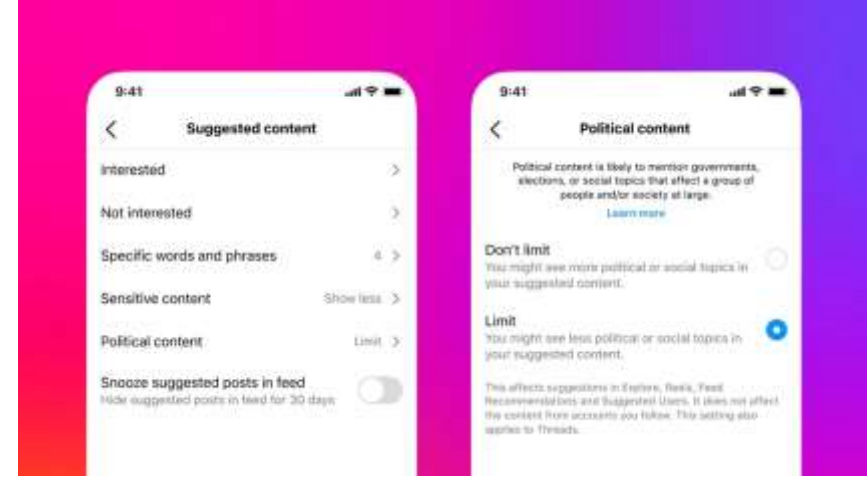 9:41
Suggested content
Interested
Not interested
Specific words and phrases 4
Sensitive content Show less
Political content Limit
Snooze suggested posts in feed
Hide suggested posts in feed for 30 days
9:41
Political content
Political content is likely to mention governments,
elections, or social topics that affect a group of
people and/or society at large.
Learn more
Don't limit
You might see more political or social topics in
your suggested content.
Limit
You might see less political or social topics in
your suggested content.
This affects suggestions in Explore, Reels, Feed
Recommendations and Suggested Users. It does not affect
the content from accounts you follow. This setting also
applies to Threads.